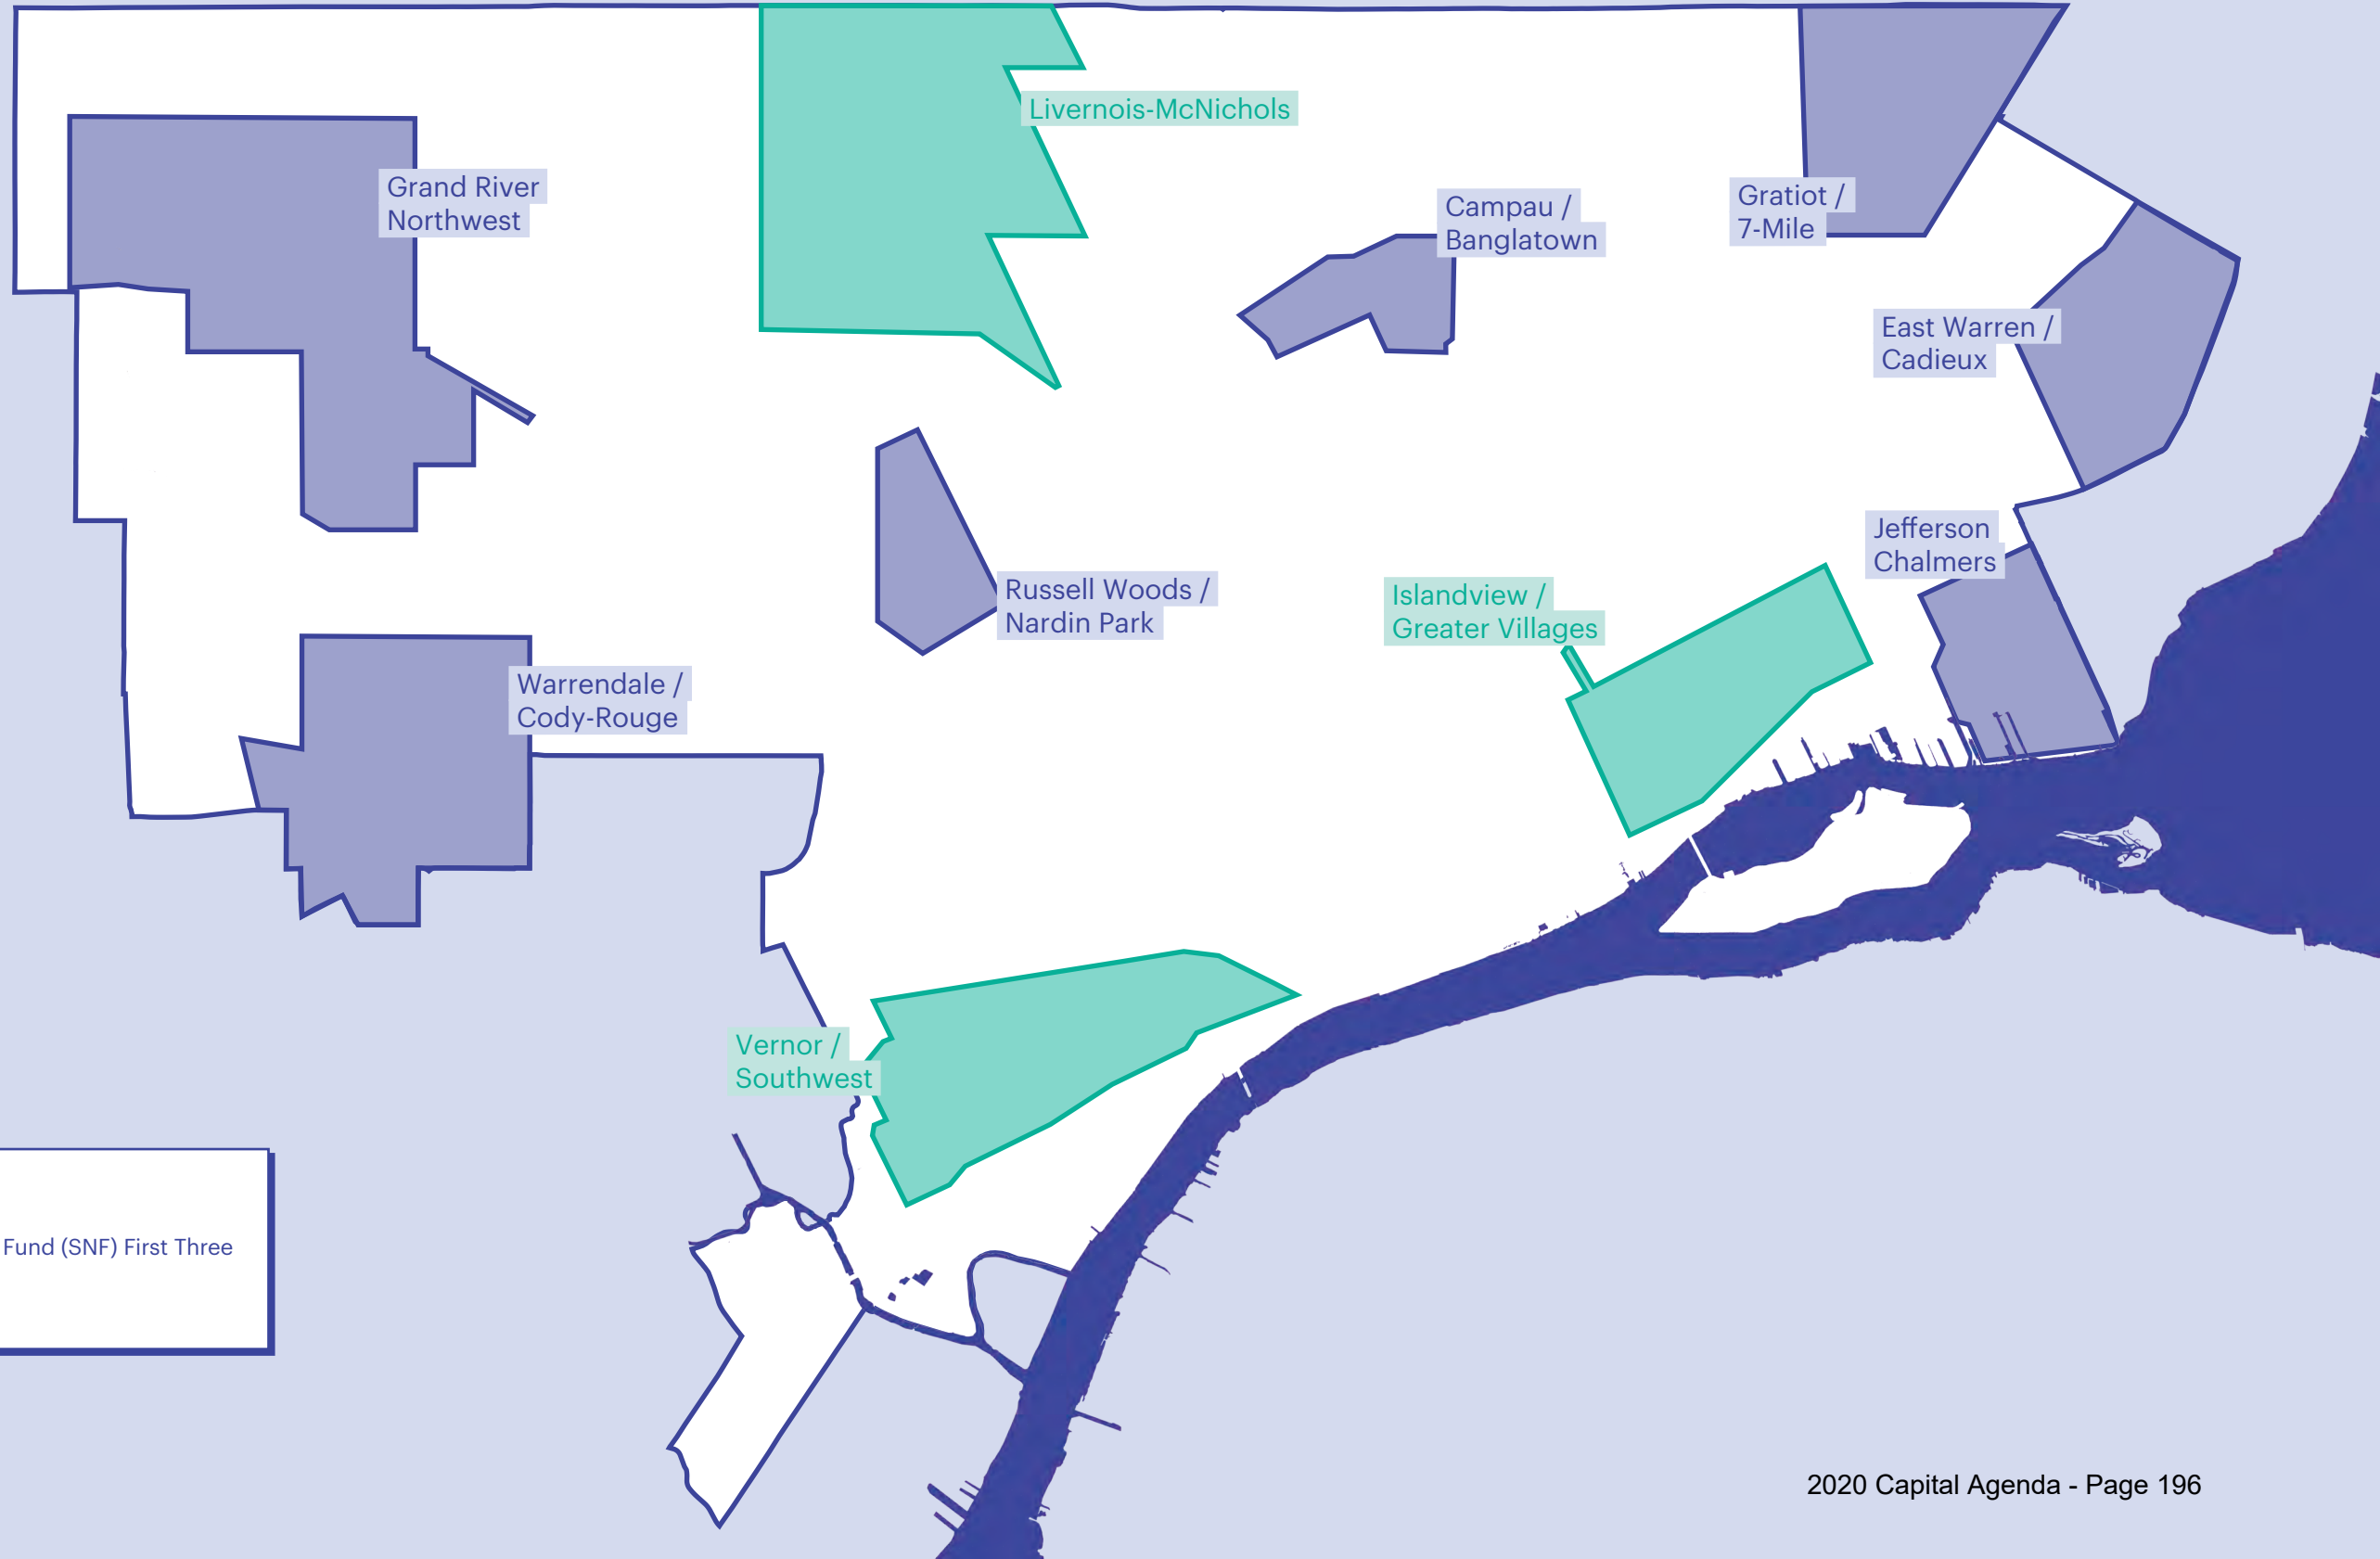 Livernois-McNichols
Grand River
Northwest
Campau /
Banglatown
Gratiot /
7-Mile
East Warren /
Cadieux
Jefferson
Chalmers
Russell Woods /
Nardin Park
Islandview /
Greater Villages
Warrendale /
Cody-Rouge
Vernor /
Southwest
Fund (SNF) First Three
2020 Capital Agenda - Page 196